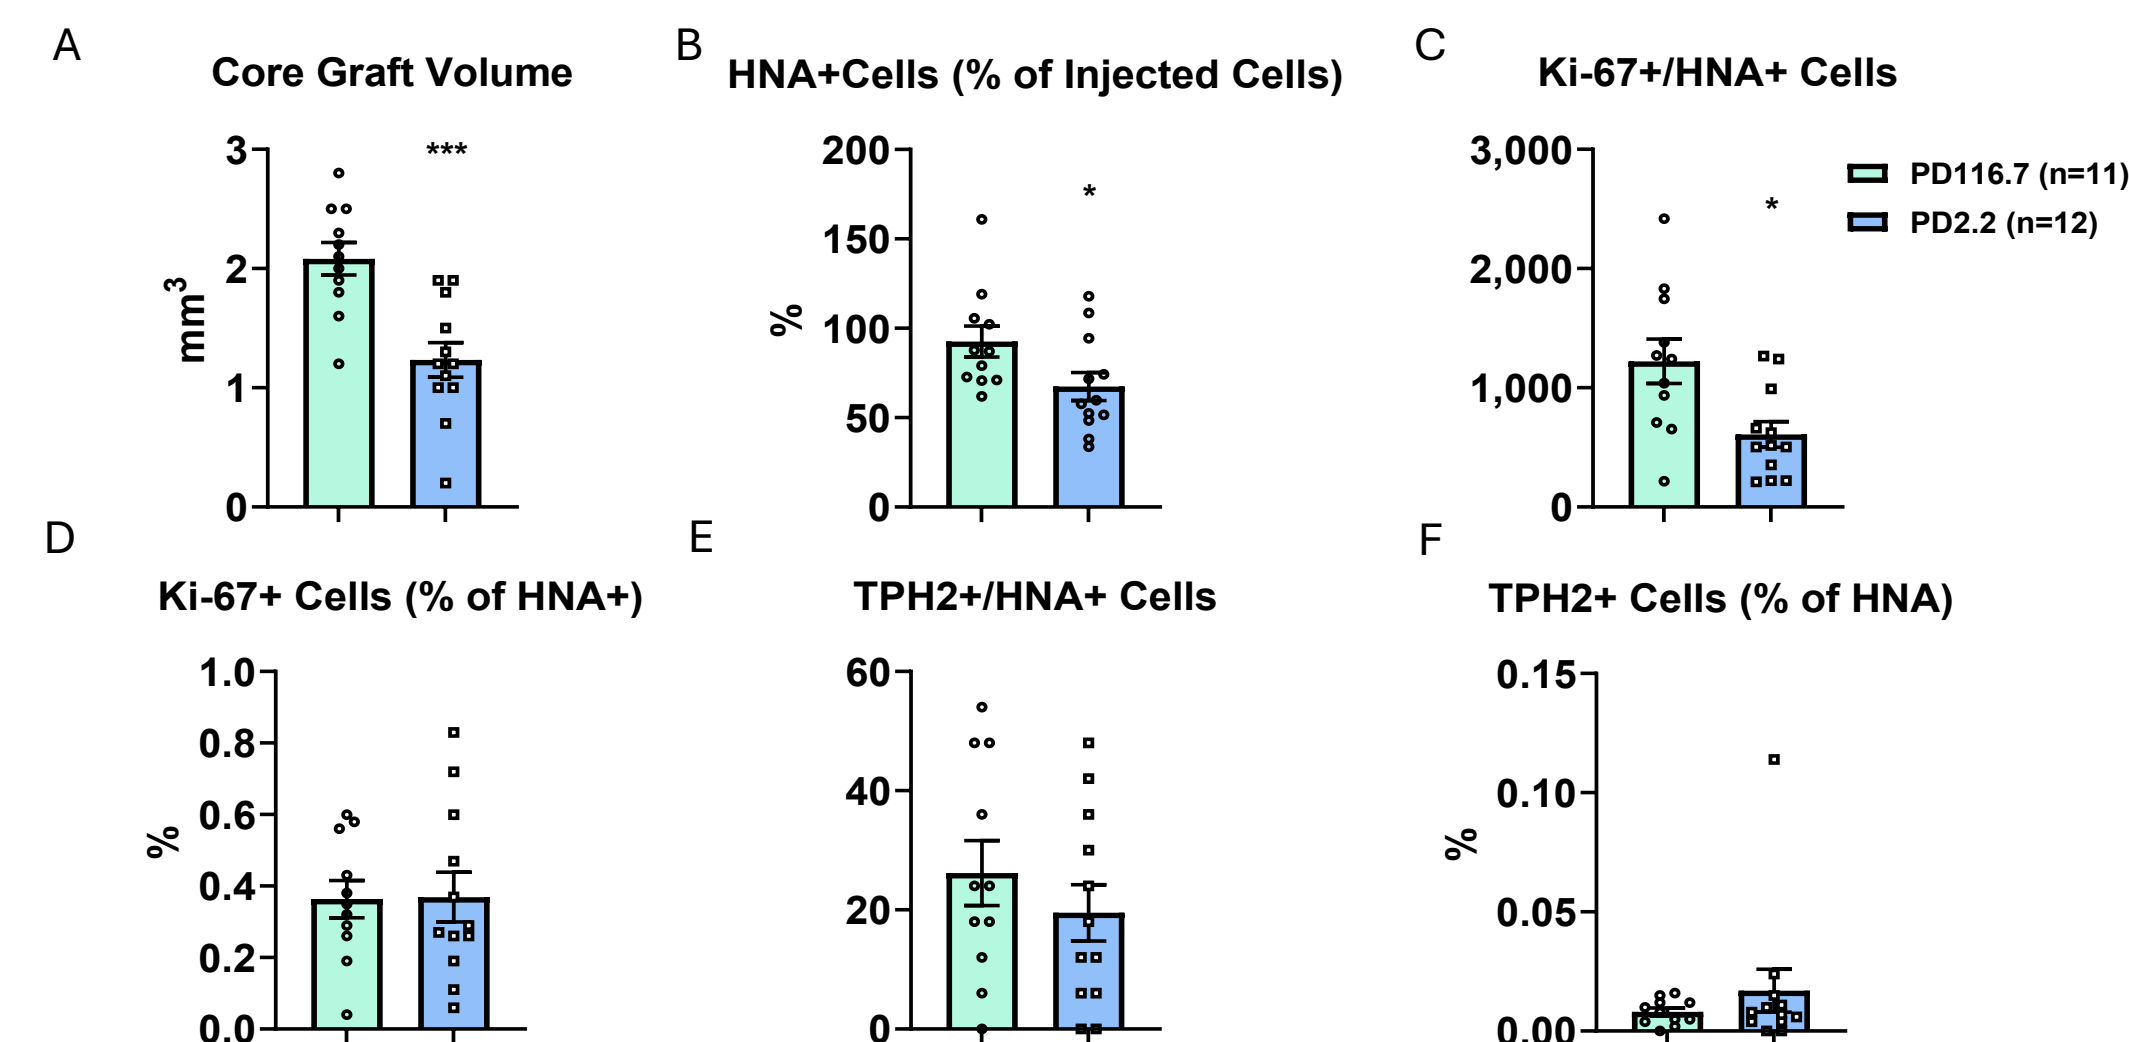 A
Core Graft Volume
mm³
3
2
1
0
***
B
HNA+Cells (% of Injected Cells)
%
200
150
100
50
0
*
C
Ki-67+/HNA+ Cells
3,000
2,000
1,000
0
*
PD116.7 (n=11)
PD2.2 (n=12)
D
Ki-67+ Cells (% of HNA+)
%
1.0
0.8
0.6
0.4
0.2
0.0
E
TPH2+/HNA+ Cells
60
40
20
0
F
TPH2+ Cells (% of HNA)
%
0.15
0.10
0.05
0.00